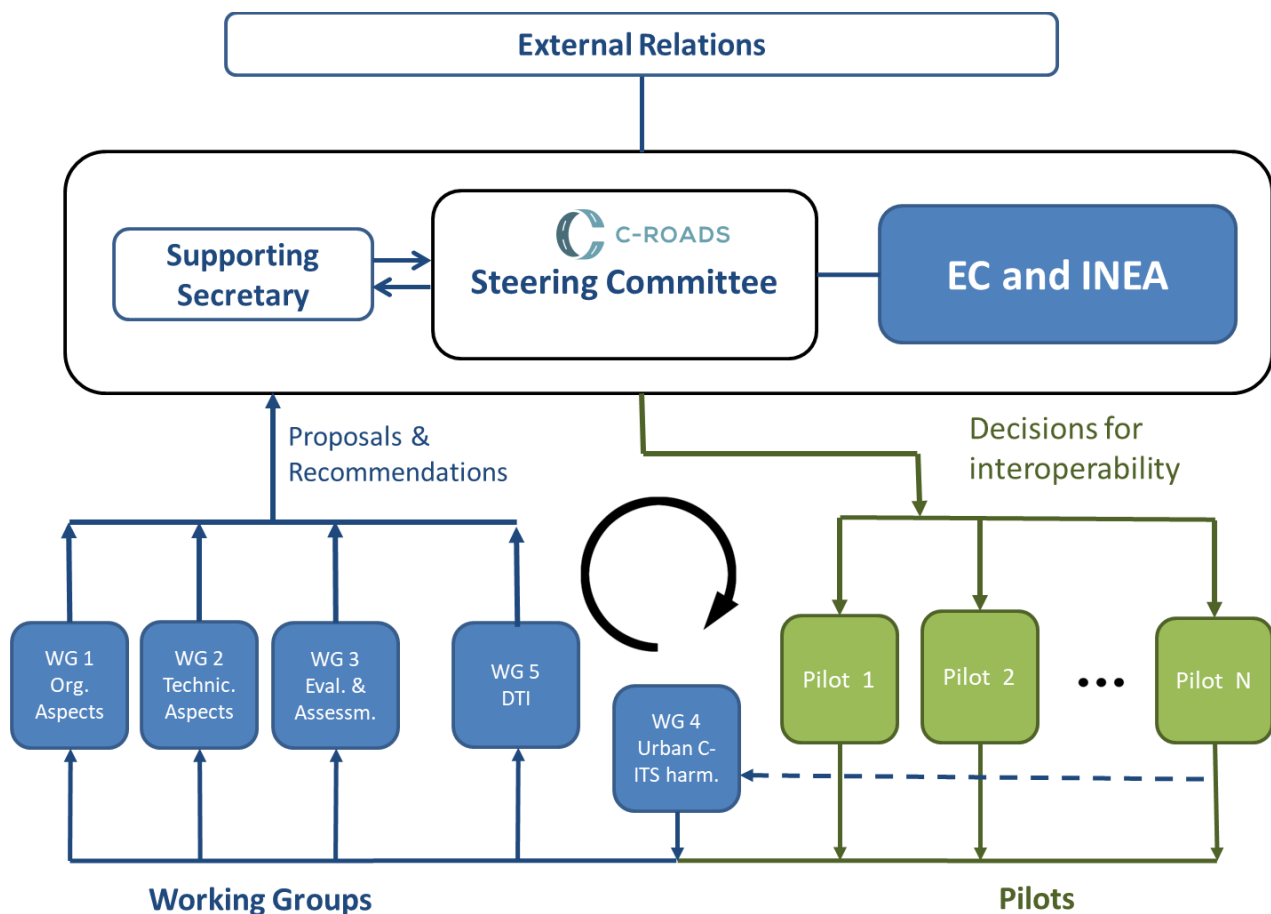 External Relations
C-ROADS
Supporting
Secretary
Steering Committee
EC and INEA
Proposals &
Recommendations
Decisions for
interoperability
WG 1
Org.
Aspects
WG 2
Technic.
Aspects
WG 3
Eval. &
Assessm.
WG 5
DTI
WG 4
Urban C-
ITS harm.
Pilot 1
Pilot 2
...
Pilot N
Working Groups
Pilots